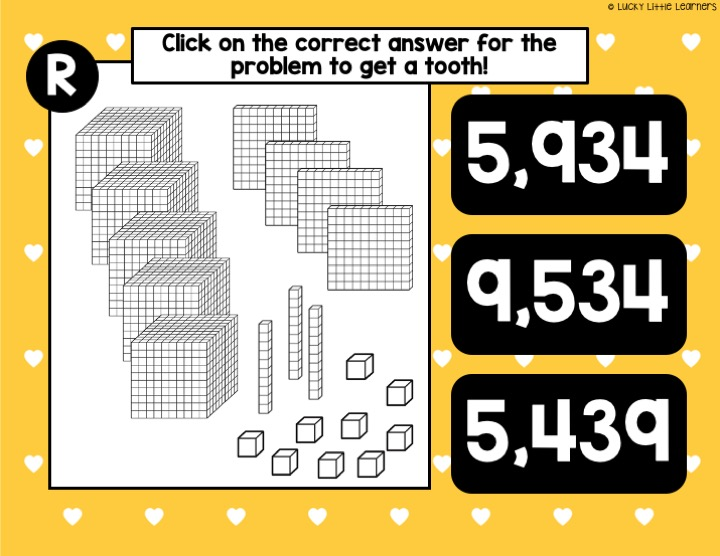 © Lucky Little Learners
Click on the correct answer for the
problem to get a tooth!
R
5,934
9,534
5,439